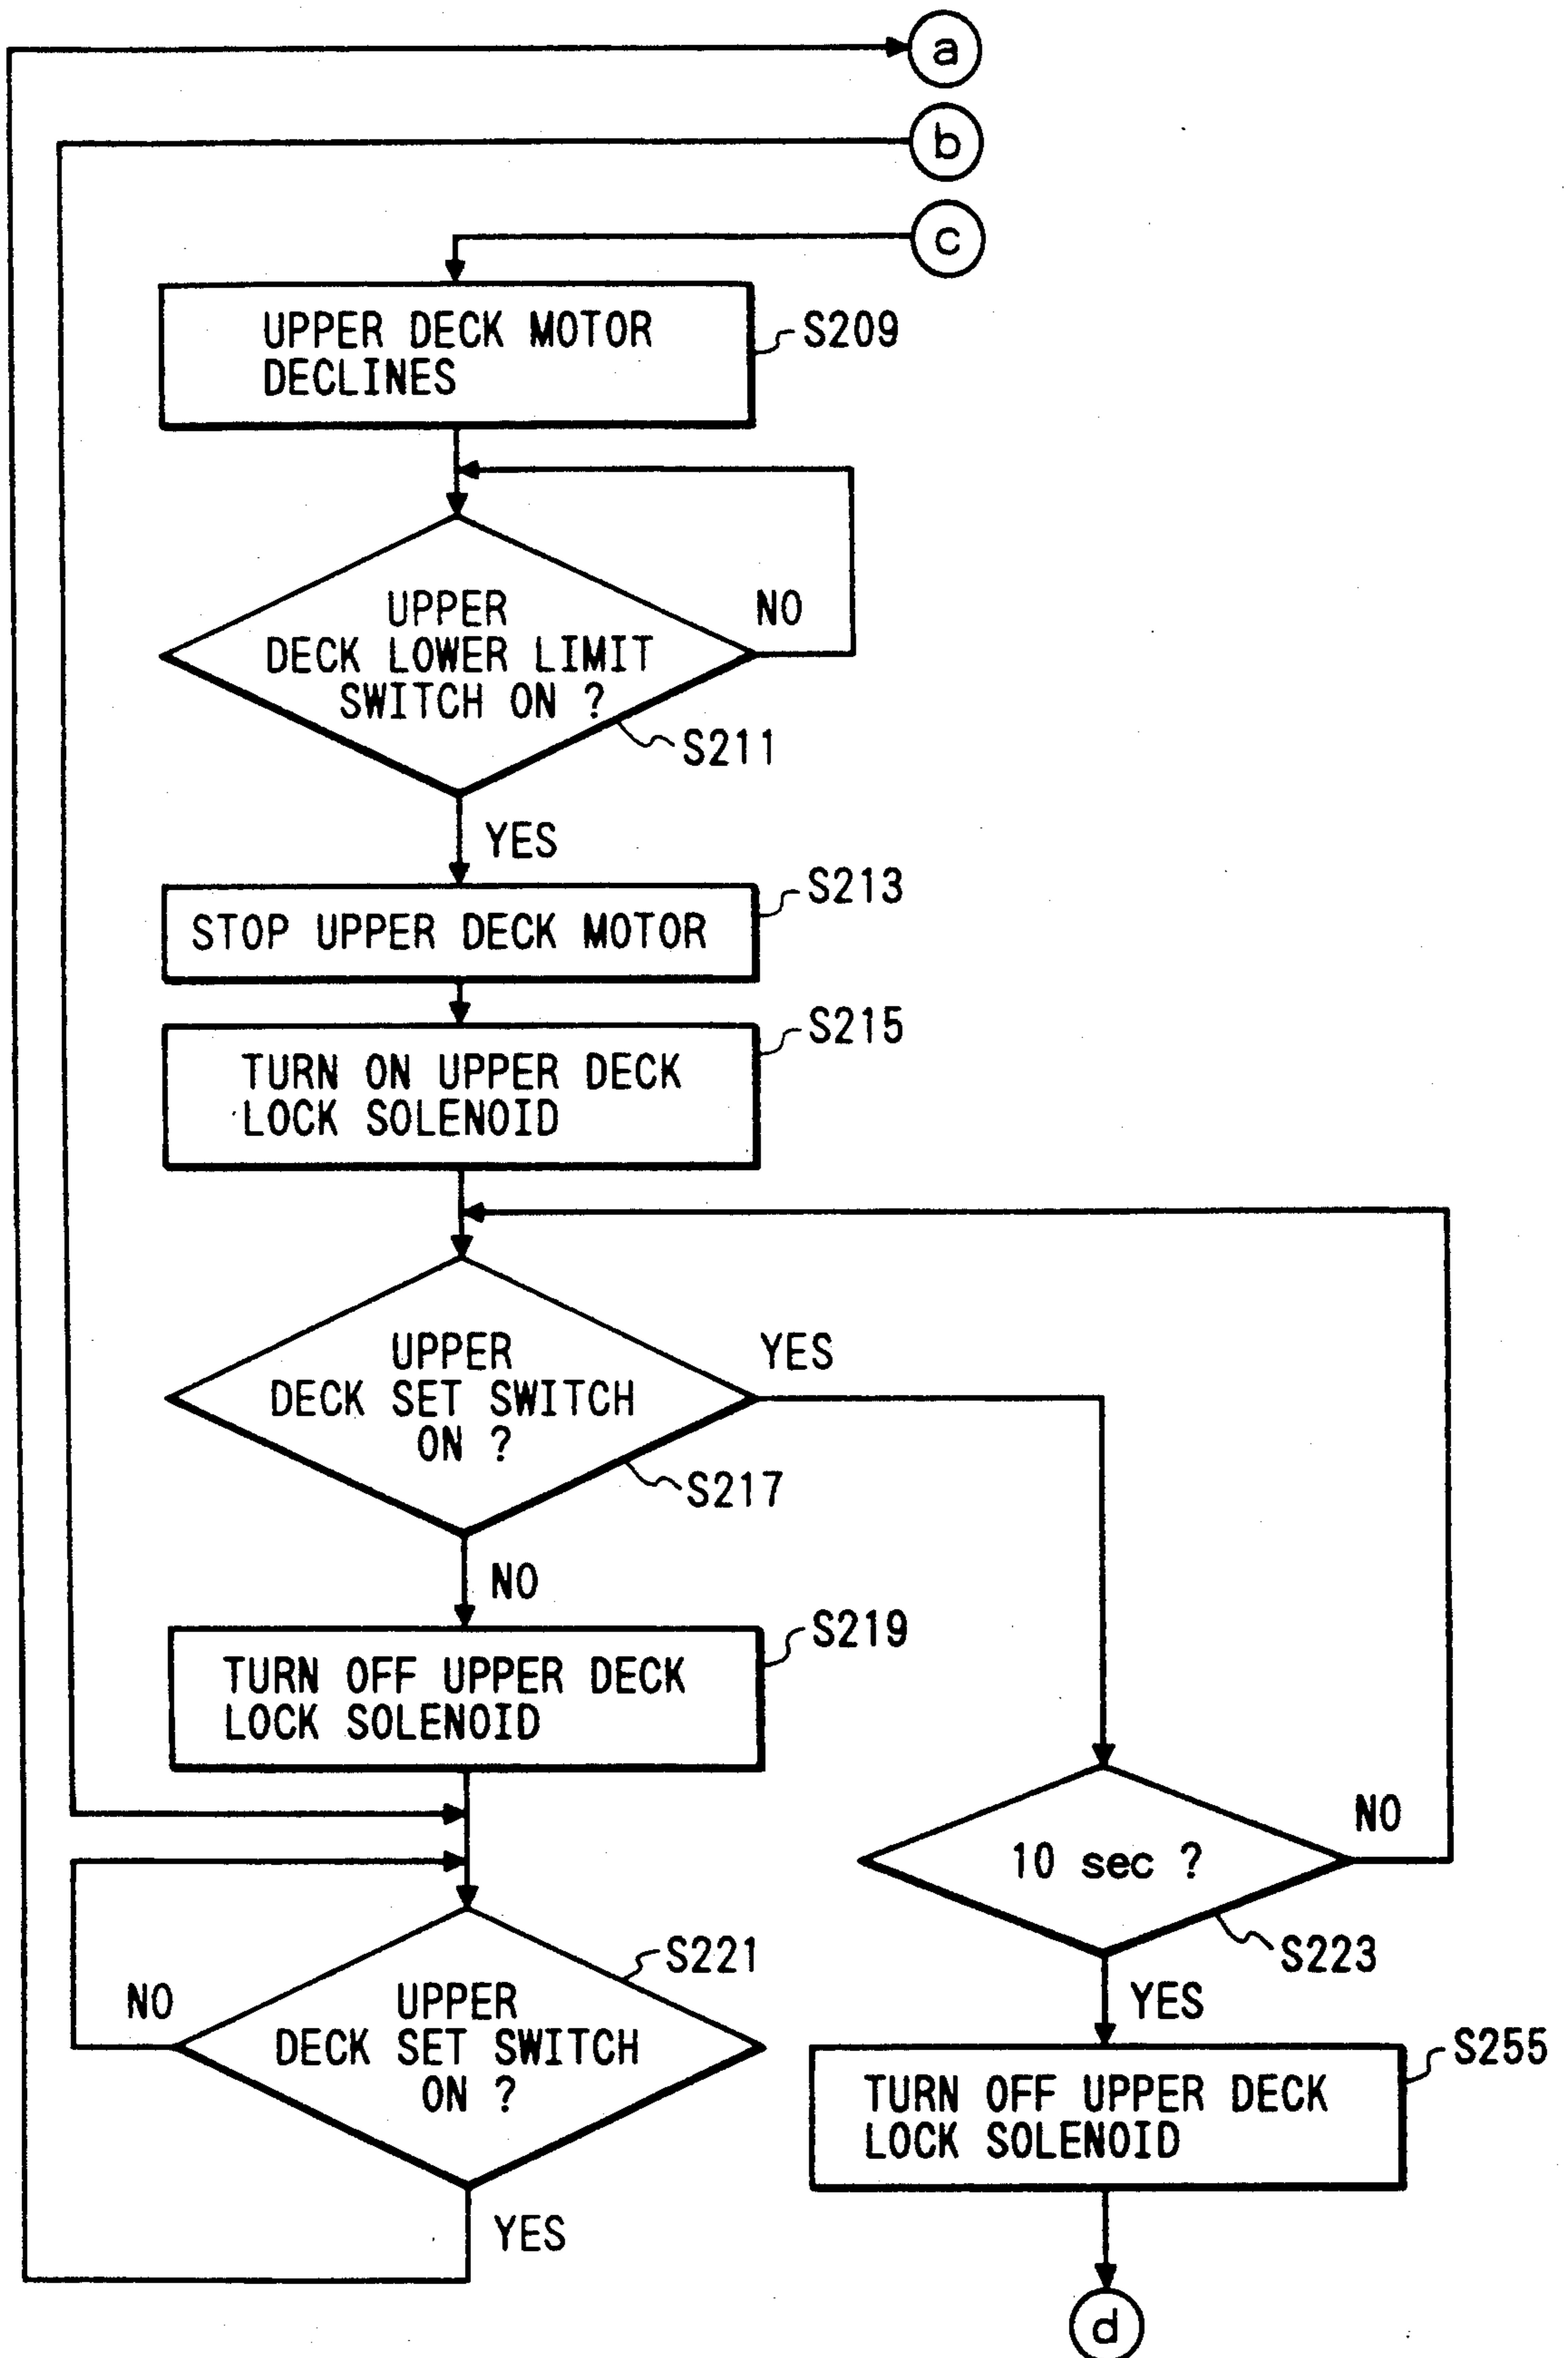 a
b
c
UPPER DECK MOTOR
DECLINES
S209
UPPER
DECK LOWER LIMIT
SWITCH ON ?
NO
S211
YES
STOP UPPER DECK MOTOR
S213
TURN ON UPPER DECK
LOCK SOLENOID
S215
UPPER
DECK SET SWITCH
ON ?
YES
S217
NO
TURN OFF UPPER DECK
LOCK SOLENOID
S219
10 sec ?
NO
S223
YES
UPPER
DECK SET SWITCH
ON ?
S221
NO
YES
TURN OFF UPPER DECK
LOCK SOLENOID
S255
d